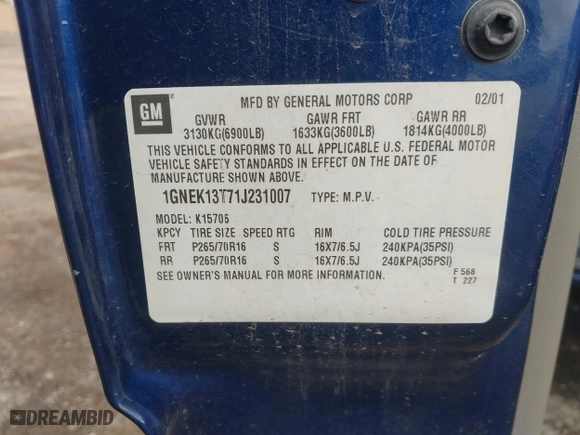 GM
MFD BY GENERAL MOTORS CORP 02/01
GVWR GAWR FRT GAWR RR
3130KG(6900LB) 1633KG(3600LB) 1814KG(4000LB)
THIS VEHICLE CONFORMS TO ALL APPLICABLE U.S. FEDERAL MOTOR
VEHICLE SAFETY STANDARDS IN EFFECT ON THE DATE OF
MANUFACTURE SHOWN ABOVE.
1GNEK13T71J231007 TYPE: M.P.V.
MODEL: K15706
KPCY TIRE SIZE SPEED RTG RIM COLD TIRE PRESSURE
FRT P265/70R16 S 16X7/6.5J 240KPA(35PSI)
RR P265/70R16 S 16X7/6.5J 240KPA(35PSI)
SEE OWNER'S MANUAL FOR MORE INFORMATION. F 568
T 227
DREAMBID